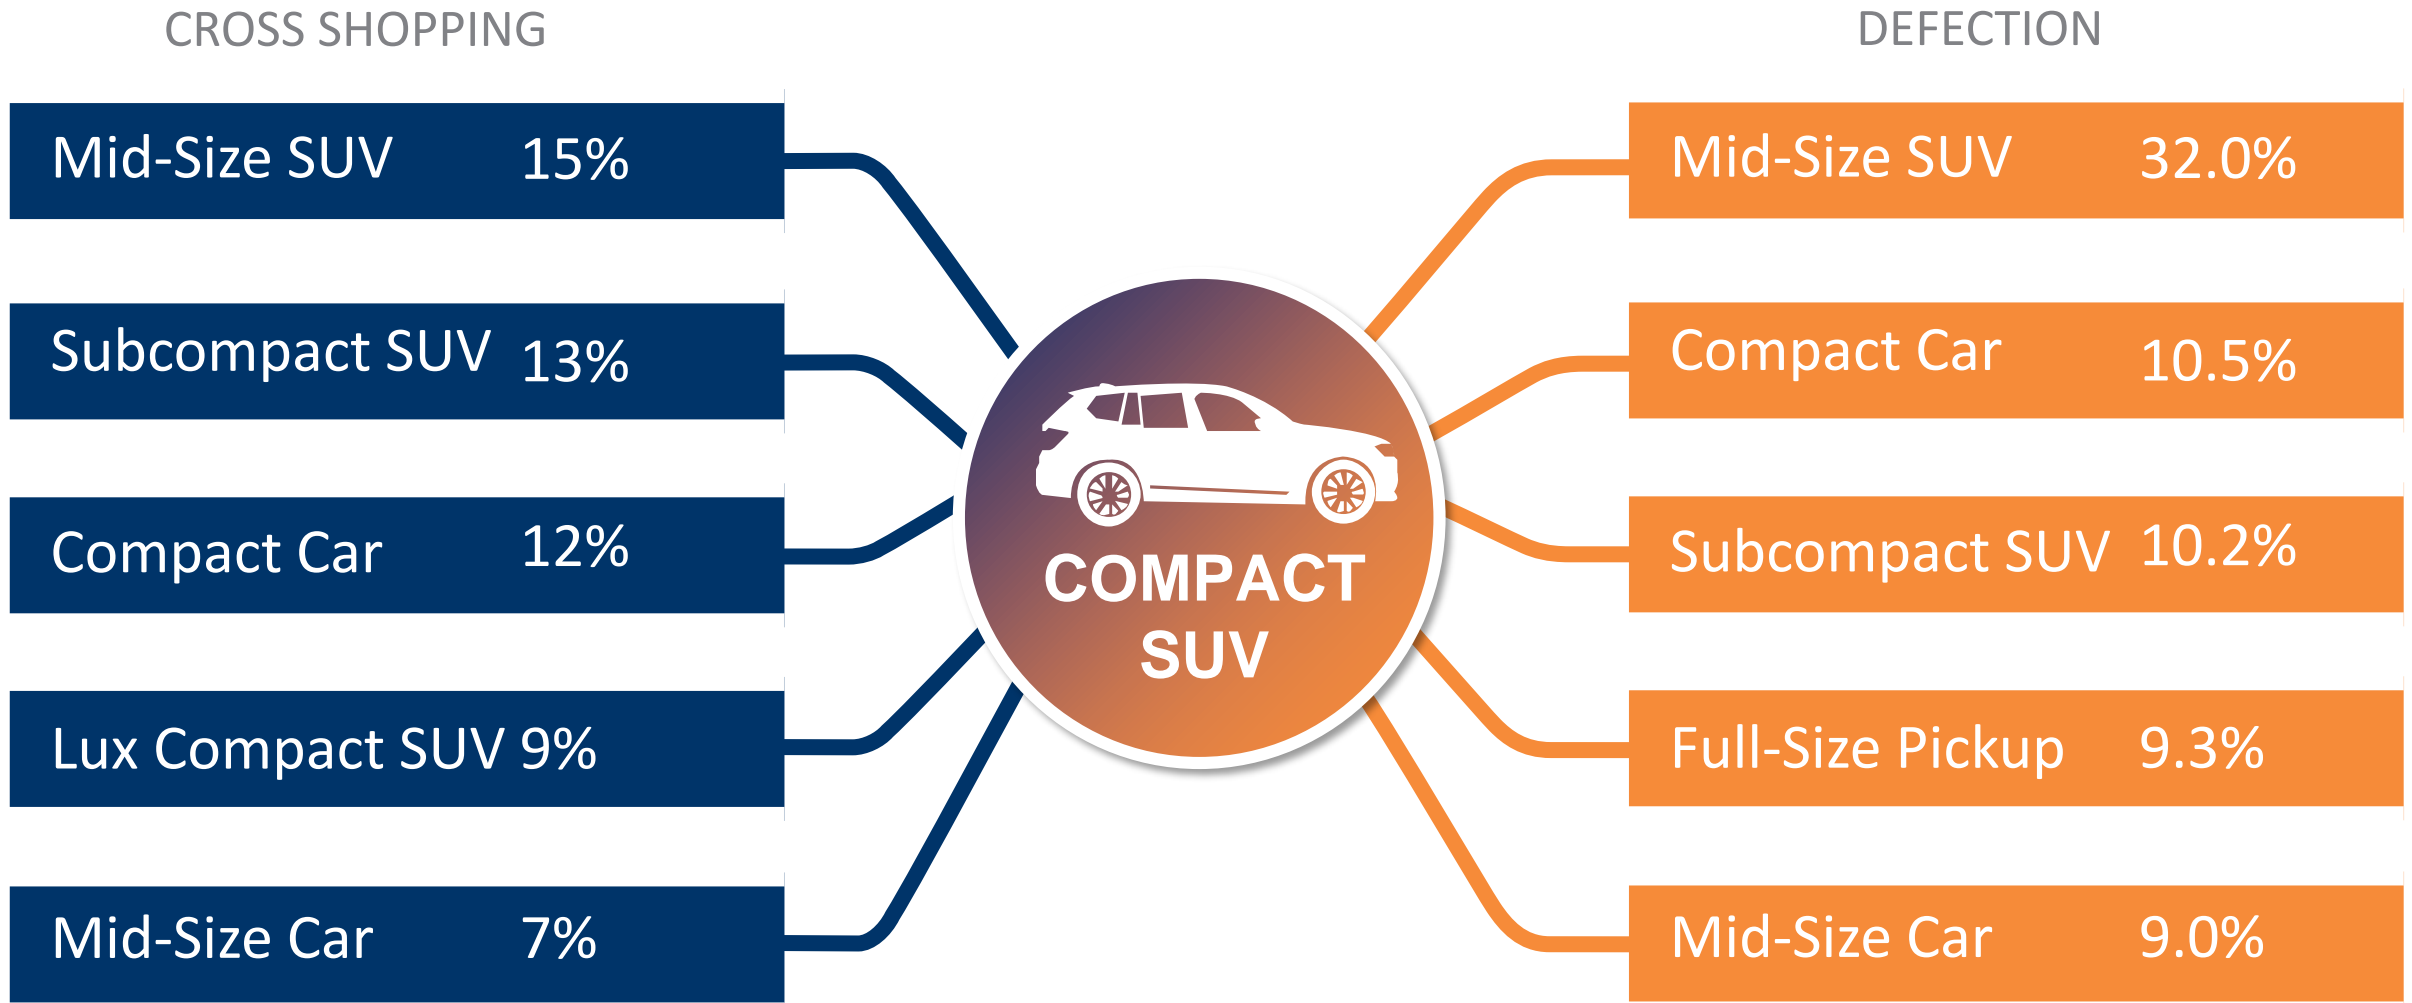 CROSS SHOPPING
Mid-Size SUV 15%
Subcompact SUV 13%
Compact Car 12%
Lux Compact SUV 9%
Mid-Size Car 7%
COMPACT
SUV
DEFECTION
Mid-Size SUV 32.0%
Compact Car 10.5%
Subcompact SUV 10.2%
Full-Size Pickup 9.3%
Mid-Size Car 9.0%